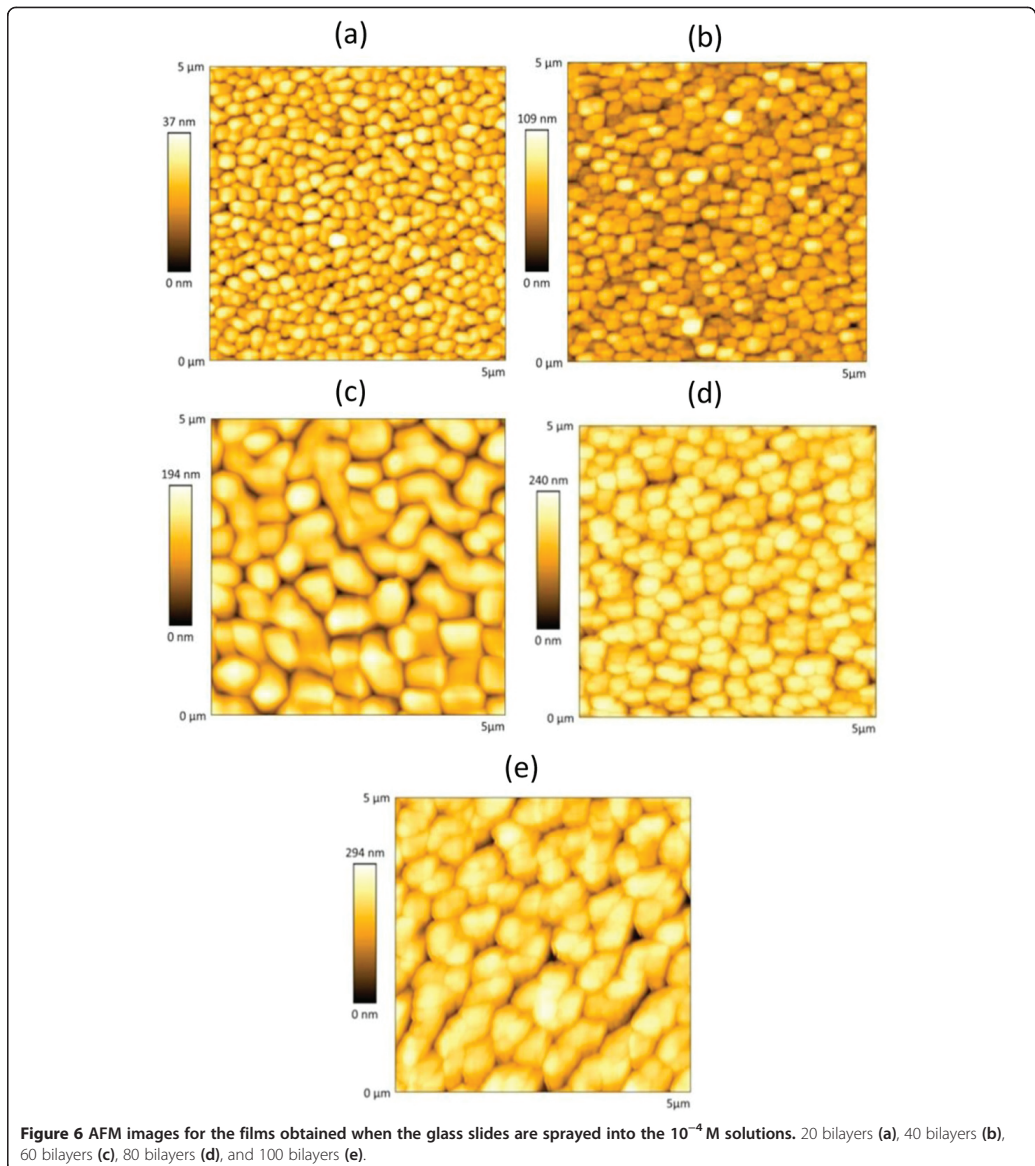 (a)
(b)
5 µm
37 nm
0 nm
0 µm
5µm
5 µm
109 nm
0 nm
0 µm
5µm
(c)
(d)
5 µm
194 nm
0 nm
0 µm
5µm
5 µm
240 nm
0 nm
0 µm
5µm
(e)
5 µm
294 nm
0 nm
0 µm
5µm
Figure 6 AFM images for the films obtained when the glass slides are sprayed into the 10⁻⁴ M solutions. 20 bilayers (a), 40 bilayers (b),
60 bilayers (c), 80 bilayers (d), and 100 bilayers (e).